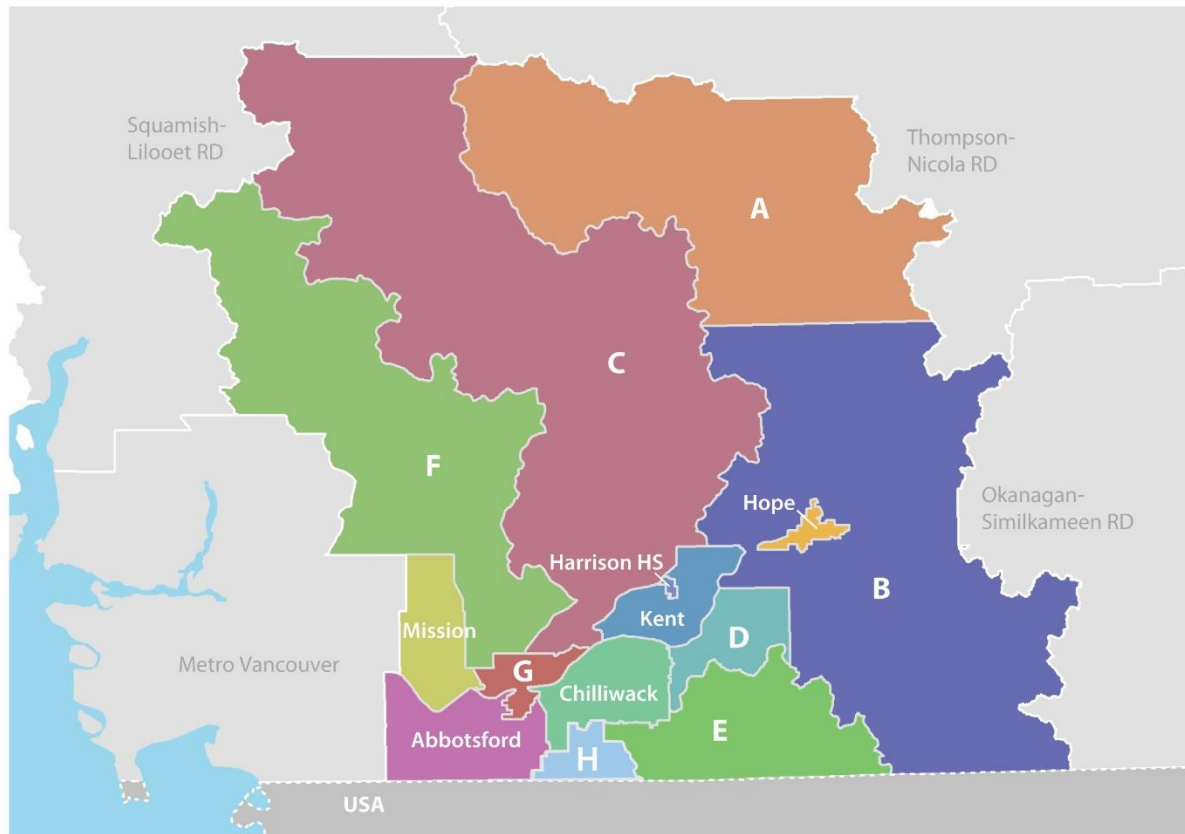 Squamish-
Lilooet RD
Thompson-
Nicola RD
A
C
F
Hope
Okanagan-
Similkameen RD
Harrison HS
B
Kent
Mission
D
Metro Vancouver
G
Chilliwack
Abbotsford
E
H
USA